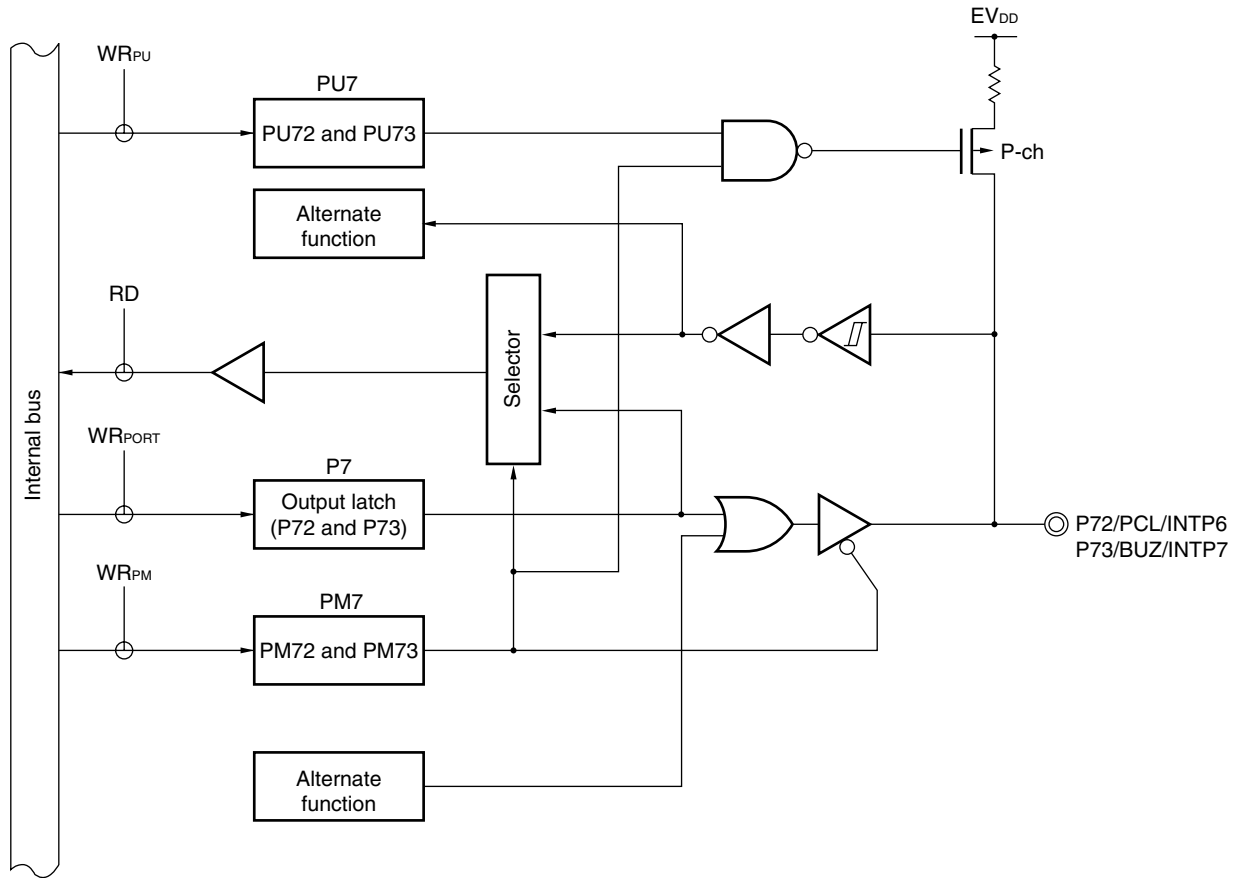 EVDD
WRPU
PU7
PU72 and PU73
P-ch
Alternate
function
RD
Selector
Internal bus
WRPORT
P7
Output latch
(P72 and P73)
P72/PCL/INTP6
P73/BUZ/INTP7
WRPM
PM7
PM72 and PM73
Alternate
function